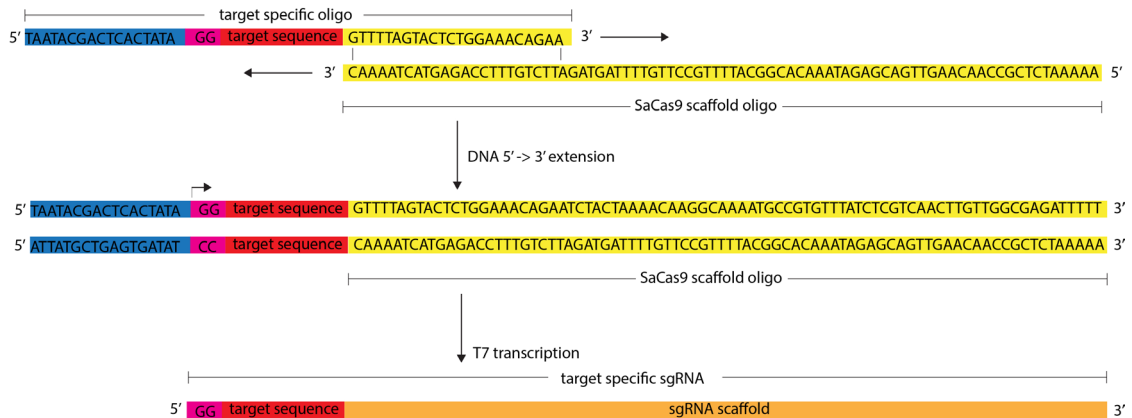 target specific oligo
5′ TAATACGACTCACTATA GG target sequence GTTTTAGTACTCTGGAAACAGAA 3′
3′ CAAAATCATGAGACCTTTGTCTTAGATGATTTTGTTCCGTTTTACGGCACAAATAGAGCAGTTGAACAACCGCTCTAAAAA 5′
SaCas9 scaffold oligo
DNA 5′ -> 3′ extension
5′ TAATACGACTCACTATA GG target sequence GTTTTAGTACTCTGGAAACAGAATCTACTAAAACAAGGCAAAATGCCGTGTTTATCTCGTCAACTTGTTGGCGAGATTTTT 3′
5′ ATTATGCTGAGTGATAT CC target sequence CAAAATCATGAGACCTTTGTCTTAGATGATTTTGTTCCGTTTTACGGCACAAATAGAGCAGTTGAACAACCGCTCTAAAAA 3′
SaCas9 scaffold oligo
T7 transcription
target specific sgRNA
5′ GG target sequence sgRNA scaffold 3′